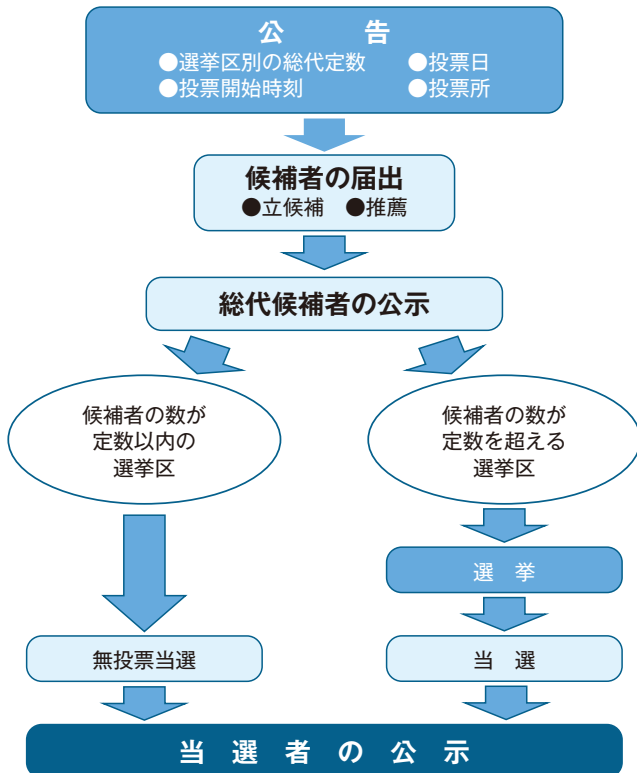 公　告
●選挙区別の総代定数　●投票日
●投票開始時刻　●投票所
候補者の届出
●立候補　●推薦
総代候補者の公示
候補者の数が
定数以内の
選挙区
候補者の数が
定数を超える
選挙区
選　挙
無投票当選
当　選
当選者の公示